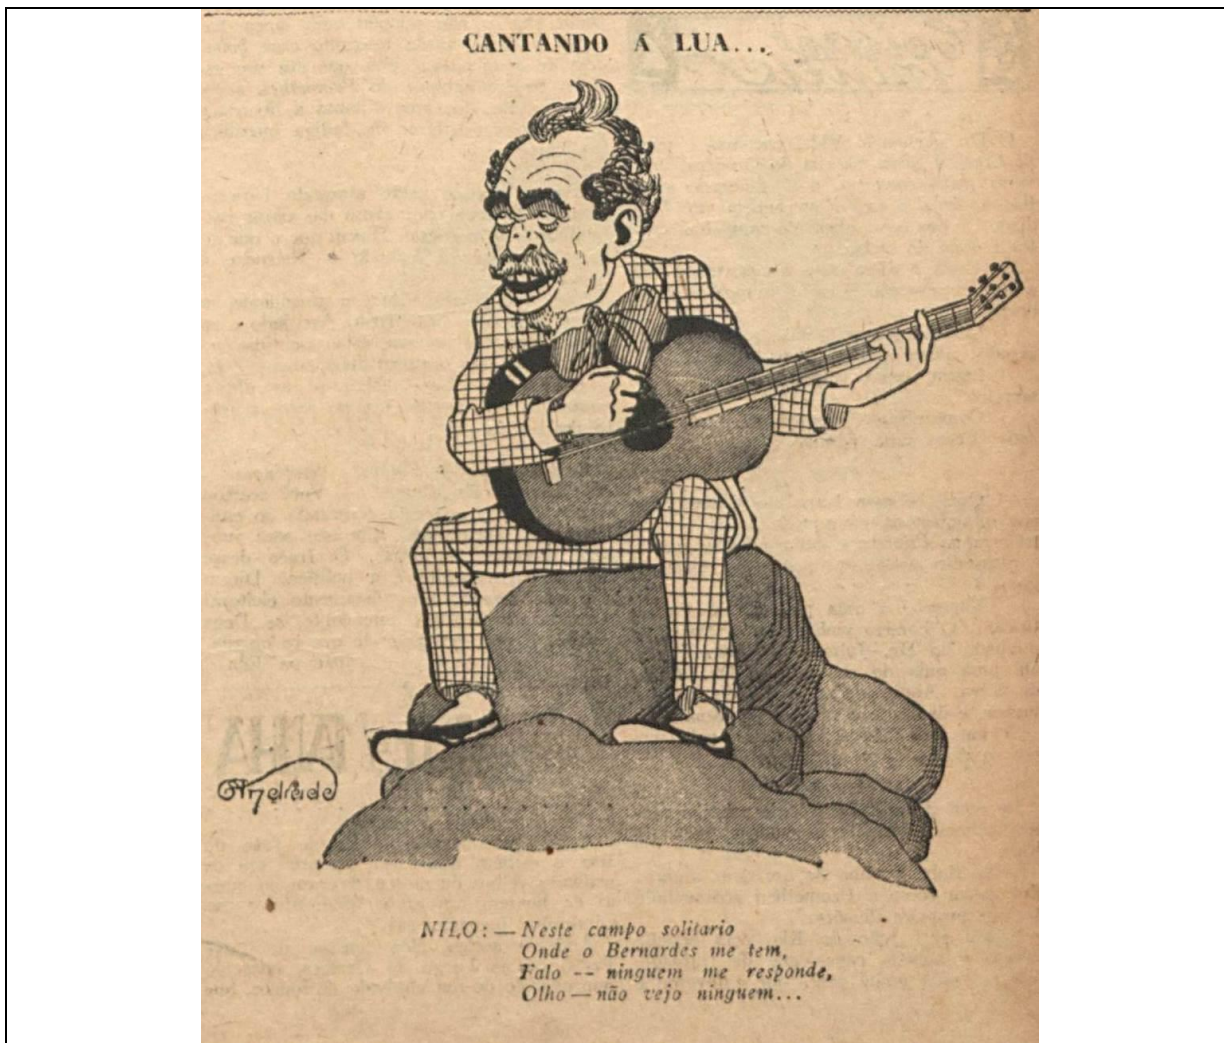 CANTANDO Á LUA...
Andrade
NILO: — Neste campo solitario
Onde o Bernardes me tem,
Falo -- ninguem me responde,
Olho — não vejo ninguem...